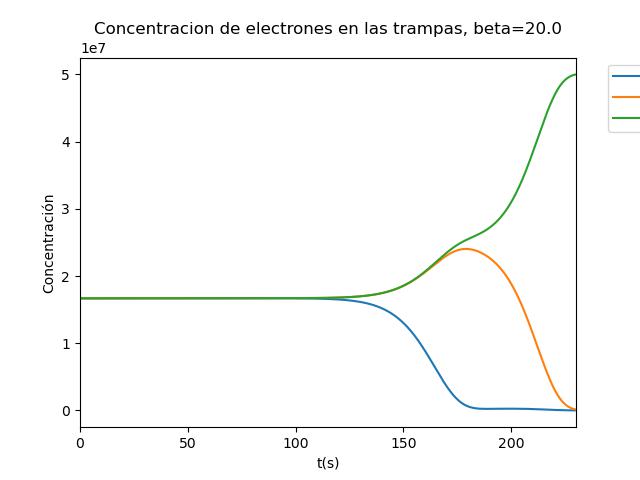 Concentracion de electrones en las trampas, beta=20.0
1e7
5
4
3
2
1
0
Concentración
0 50 100 150 200
t(s)